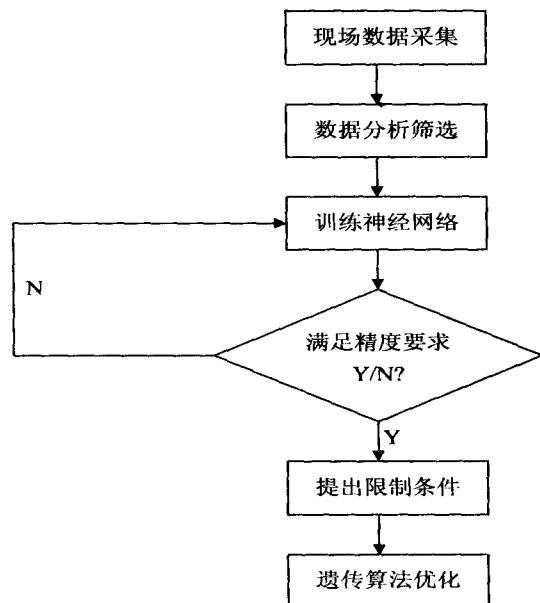 现场数据采集
数据分析筛选
训练神经网络
N
满足精度要求
Y/N?
Y
提出限制条件
遗传算法优化